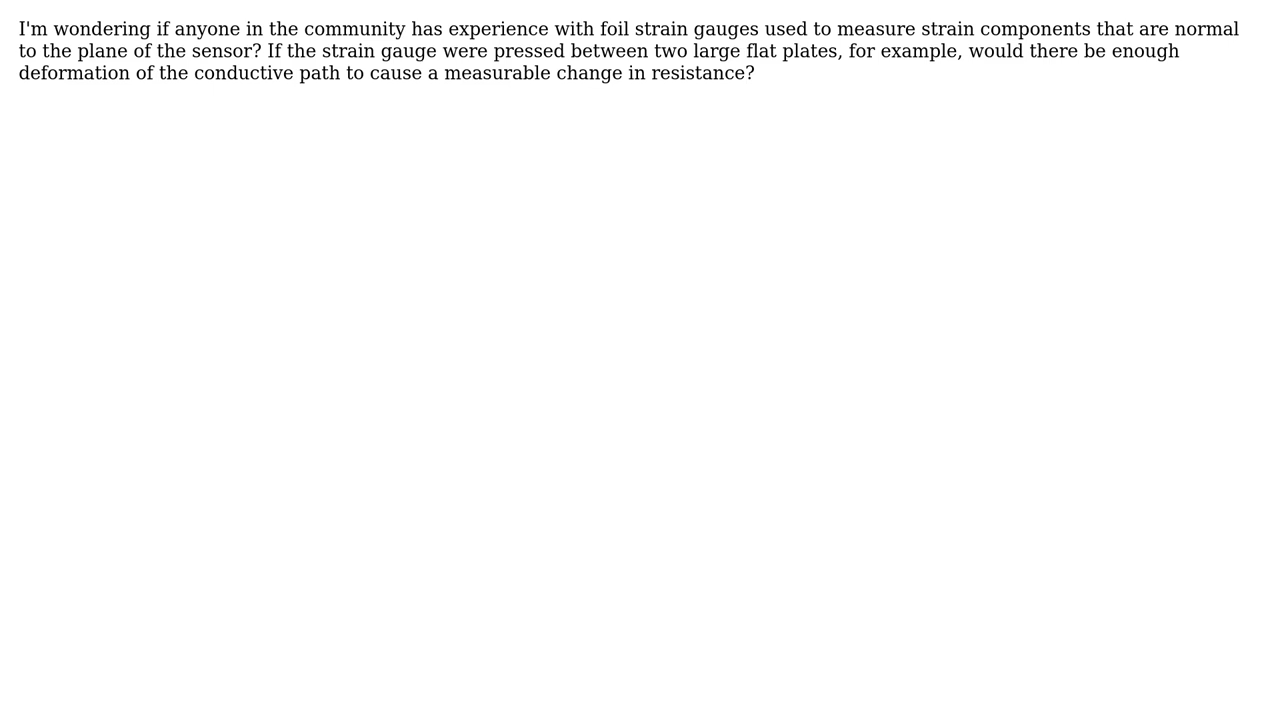 I'm wondering if anyone in the community has experience with foil strain gauges used to measure strain components that are normal
to the plane of the sensor? If the strain gauge were pressed between two large flat plates, for example, would there be enough
deformation of the conductive path to cause a measurable change in resistance?